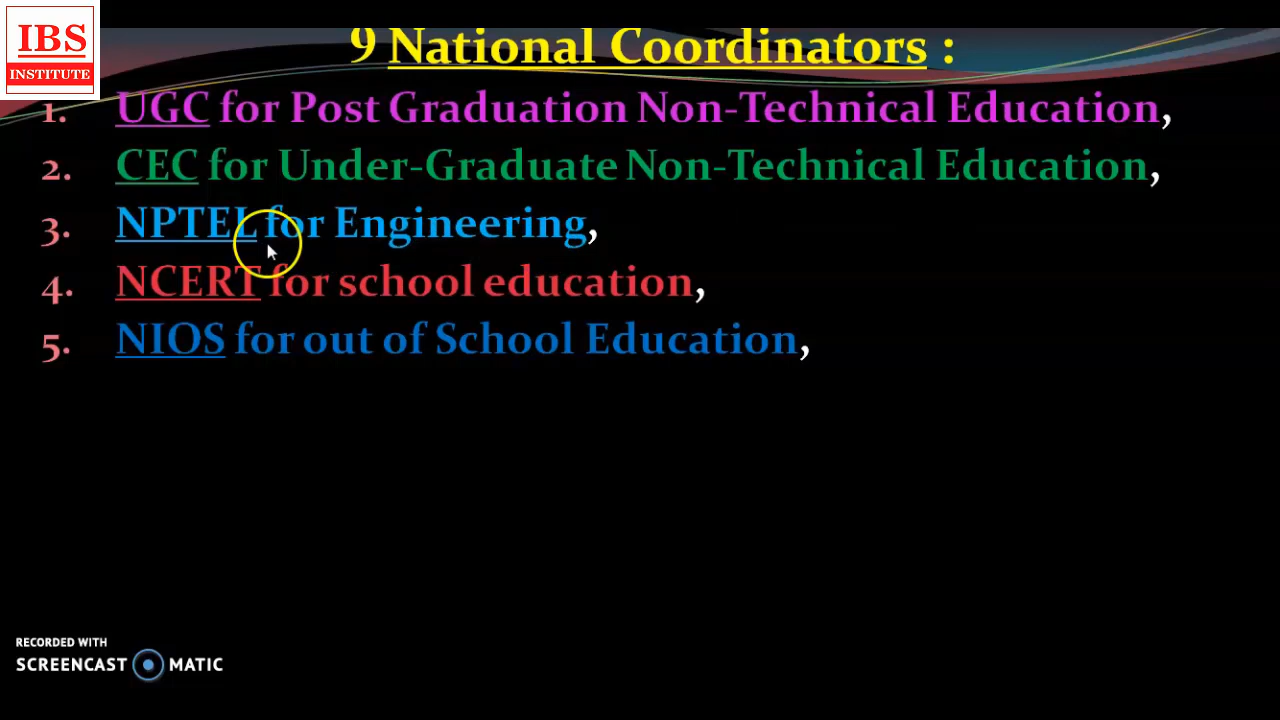 IBS
INSTITUTE
9 National Coordinators :
1. UGC for Post Graduation Non-Technical Education,
2. CEC for Under-Graduate Non-Technical Education,
3. NPTEL for Engineering,
4. NCERT for school education,
5. NIOS for out of School Education,
RECORDED WITH
SCREENCAST MATIC